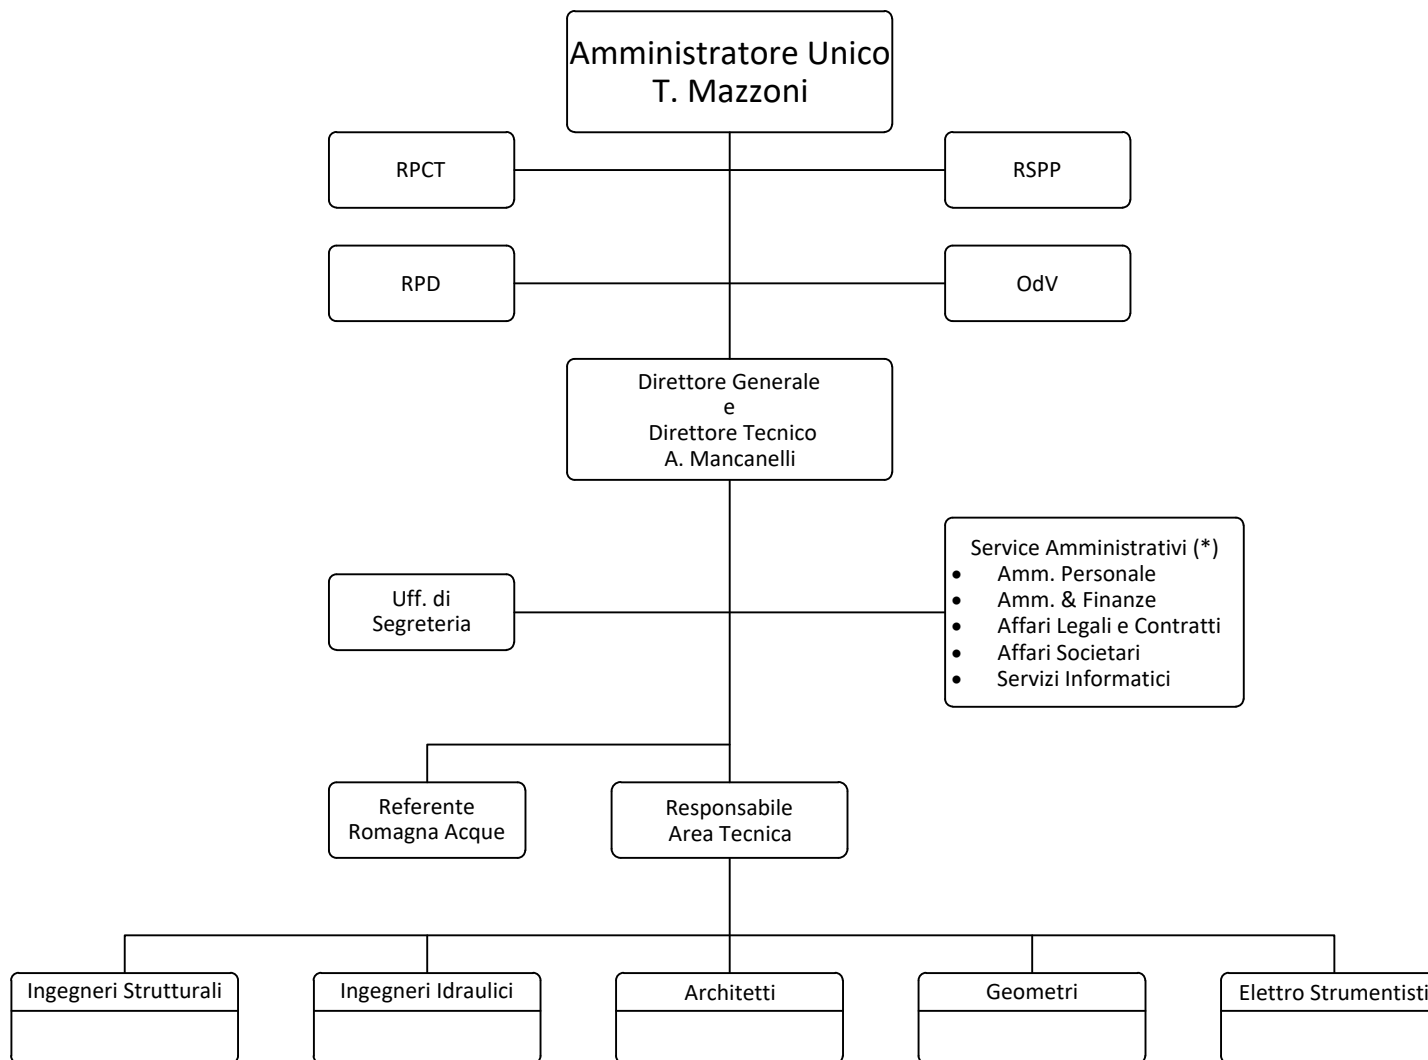 Amministratore Unico
T. Mazzoni
RPCT
RSPP
RPD
OdV
Direttore Generale
e
Direttore Tecnico
A. Mancanelli
Uff. di
Segreteria
Service Amministrativi (*)
• Amm. Personale
• Amm. & Finanze
• Affari Legali e Contratti
• Affari Societari
• Servizi Informatici
Referente
Romagna Acque
Responsabile
Area Tecnica
Ingegneri Strutturali
Ingegneri Idraulici
Architetti
Geometri
Elettro Strumentisti